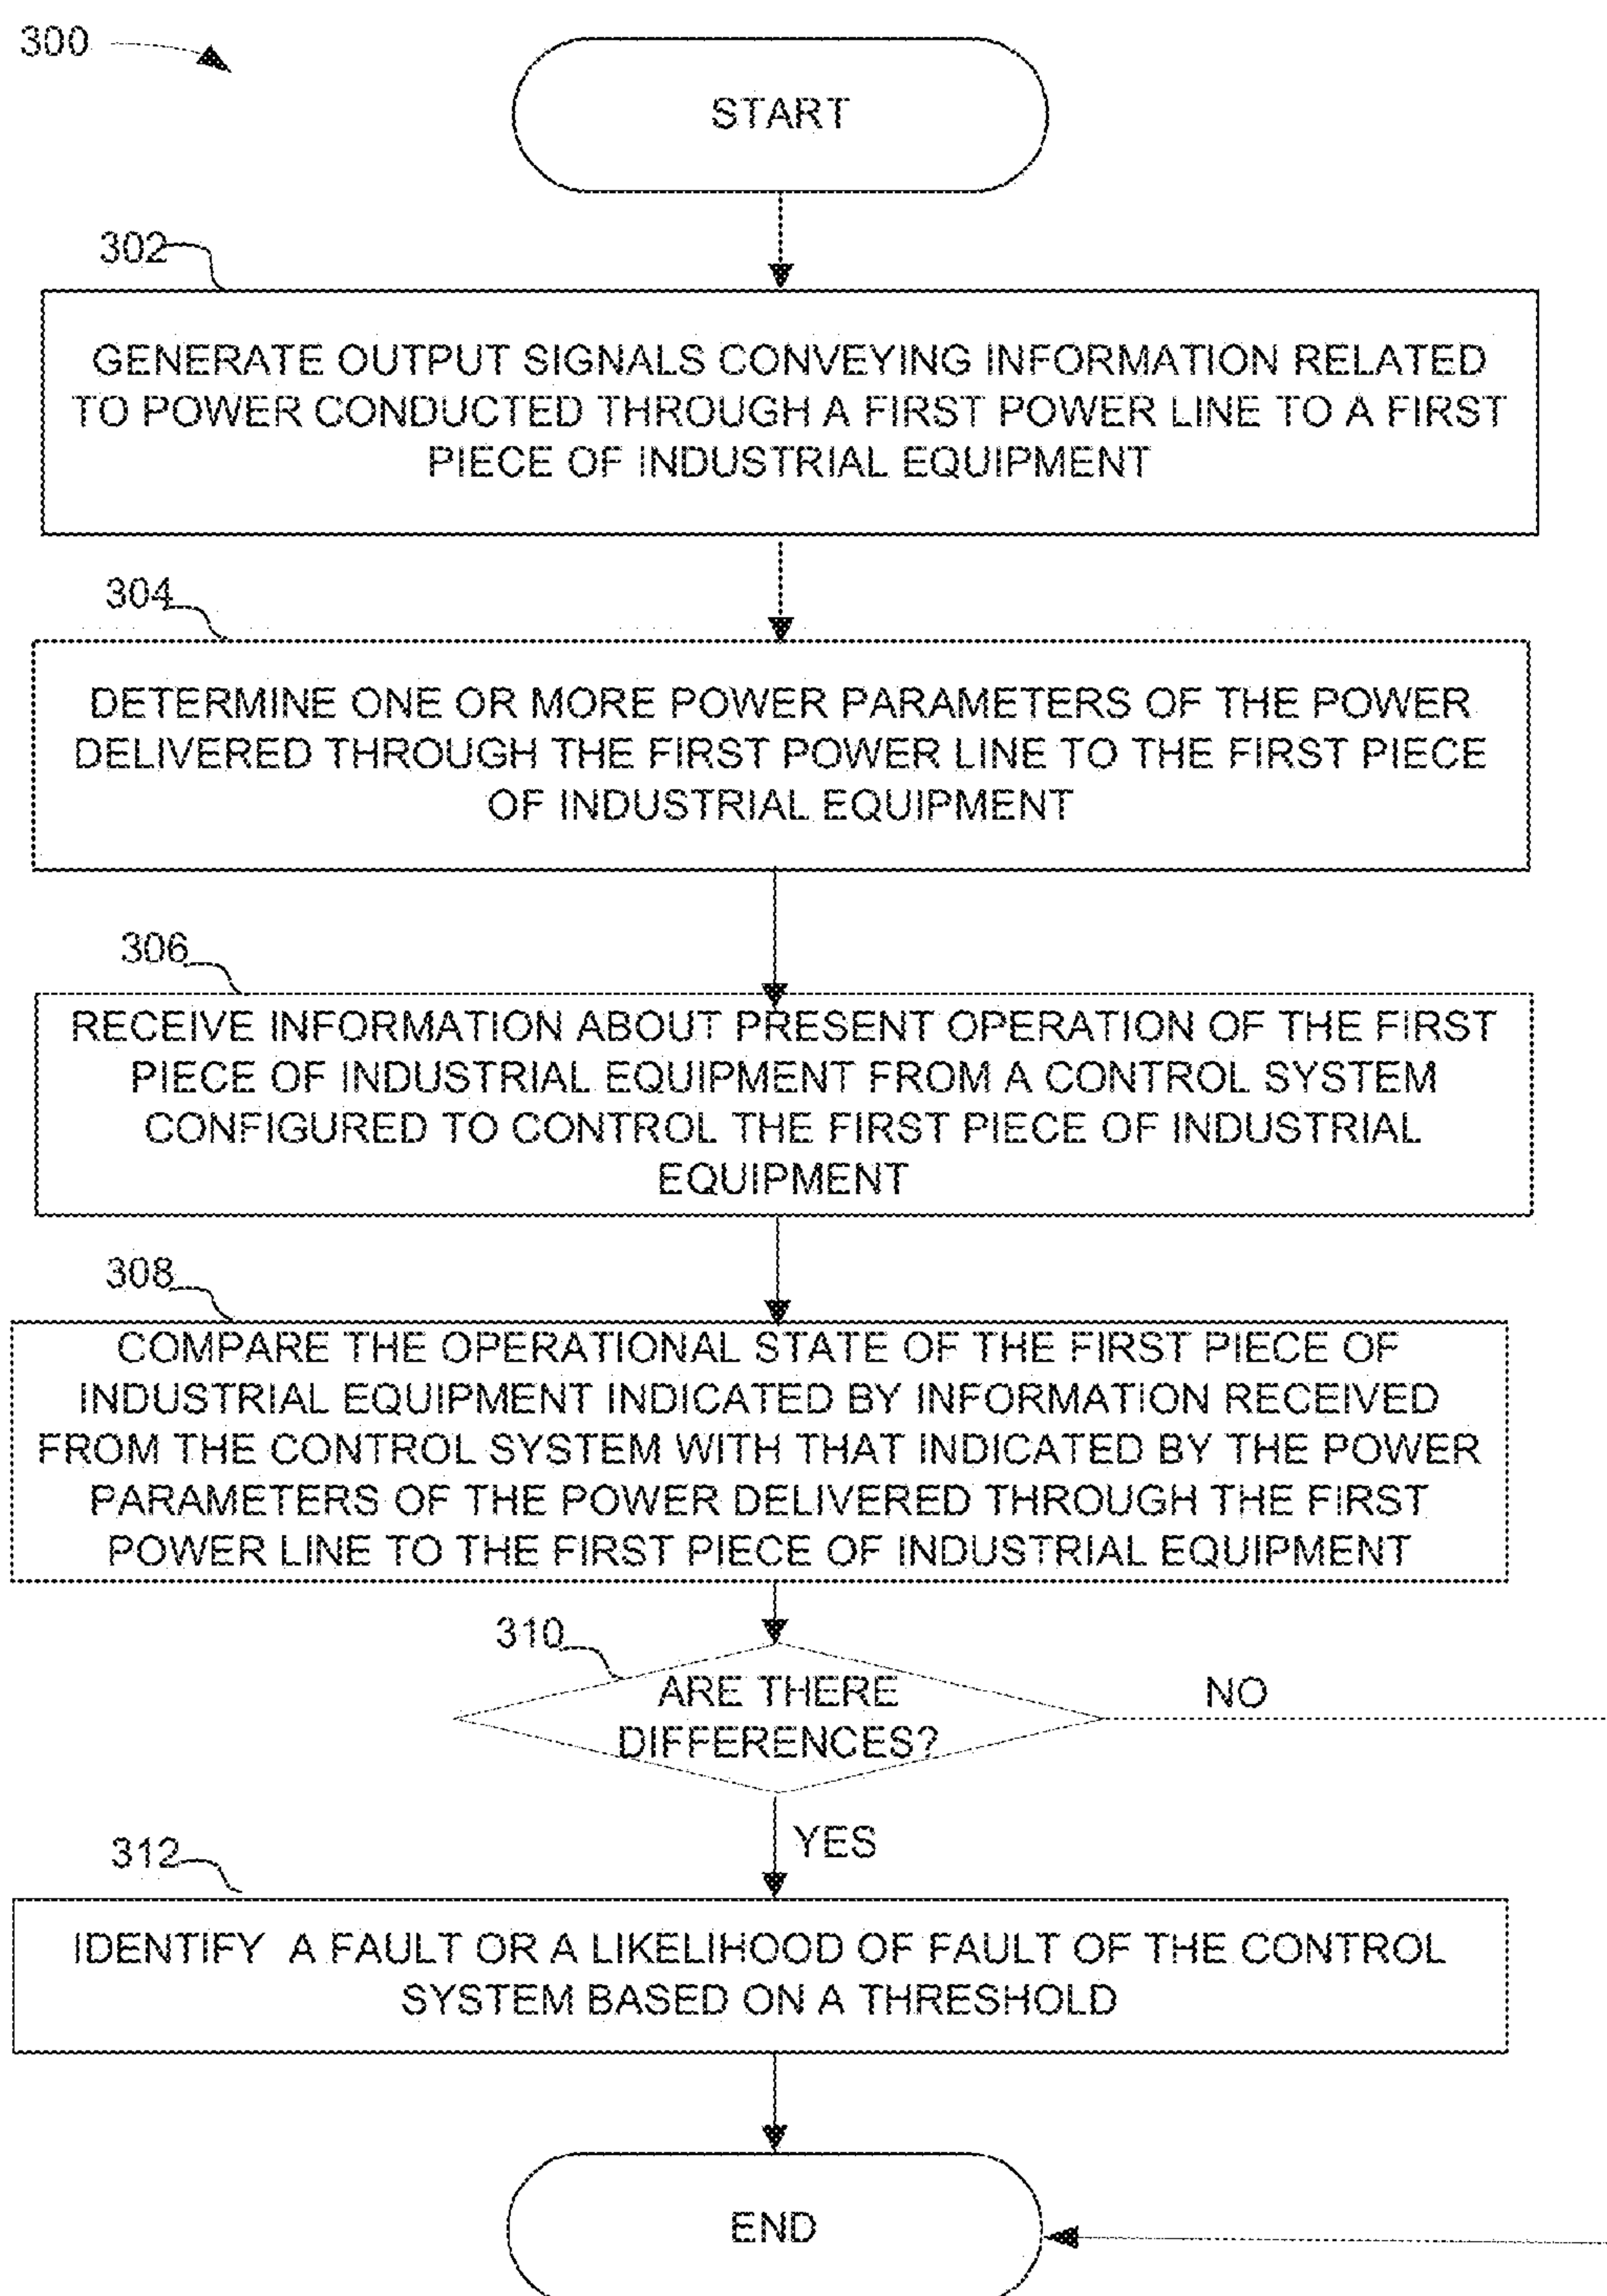 300
START
302
GENERATE OUTPUT SIGNALS CONVEYING INFORMATION RELATED
TO POWER CONDUCTED THROUGH A FIRST POWER LINE TO A FIRST
PIECE OF INDUSTRIAL EQUIPMENT
304
DETERMINE ONE OR MORE POWER PARAMETERS OF THE POWER
DELIVERED THROUGH THE FIRST POWER LINE TO THE FIRST PIECE
OF INDUSTRIAL EQUIPMENT
306
RECEIVE INFORMATION ABOUT PRESENT OPERATION OF THE FIRST
PIECE OF INDUSTRIAL EQUIPMENT FROM A CONTROL SYSTEM
CONFIGURED TO CONTROL THE FIRST PIECE OF INDUSTRIAL
EQUIPMENT
308
COMPARE THE OPERATIONAL STATE OF THE FIRST PIECE OF
INDUSTRIAL EQUIPMENT INDICATED BY INFORMATION RECEIVED
FROM THE CONTROL SYSTEM WITH THAT INDICATED BY THE POWER
PARAMETERS OF THE POWER DELIVERED THROUGH THE FIRST
POWER LINE TO THE FIRST PIECE OF INDUSTRIAL EQUIPMENT
310
ARE THERE
DIFFERENCES?
NO
YES
312
IDENTIFY A FAULT OR A LIKELIHOOD OF FAULT OF THE CONTROL
SYSTEM BASED ON A THRESHOLD
END